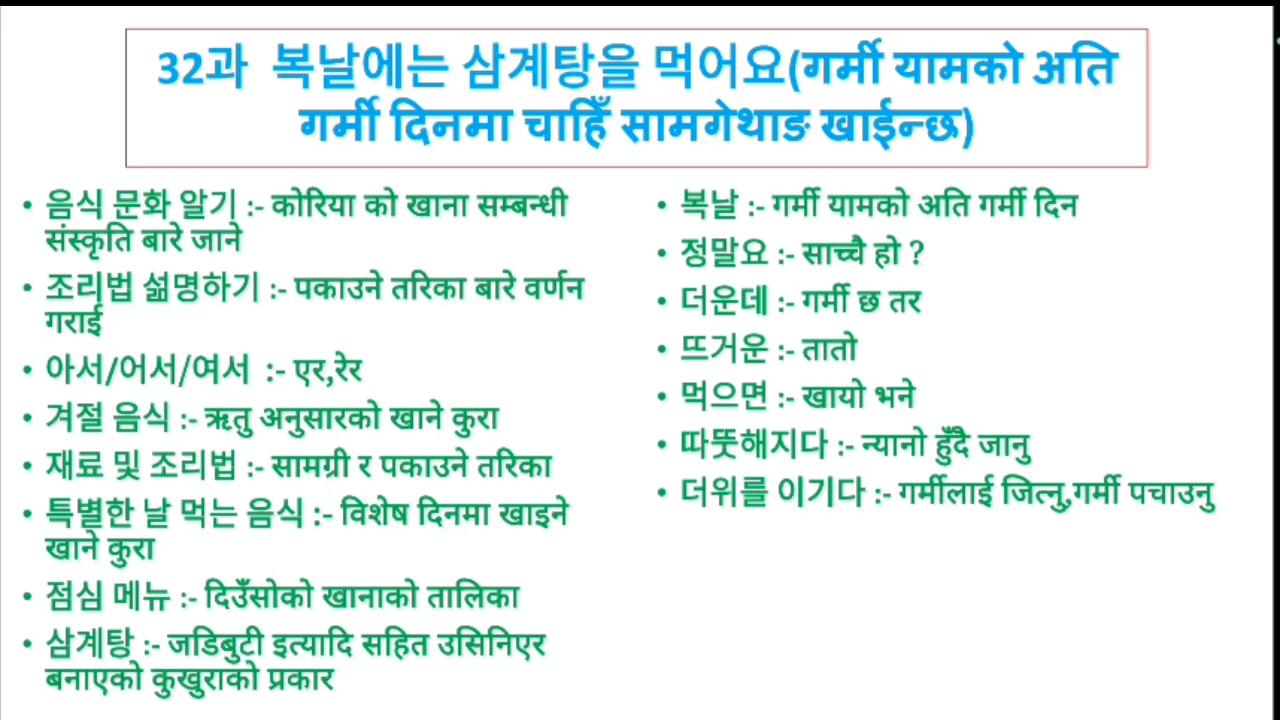 32과 복날에는 삼계탕을 먹어요(गर्मी यामको अति
गर्मी दिनमा चाहिँ सामगेथाङ खाईन्छ)
• 음식 문화 알기 :- कोरिया को खाना सम्बन्धी
संस्कृति बारे जाने
• 조리법 섦명하기 :- पकाउने तरिका बारे वर्णन
गराई
• 아서/어서/여서 :- एर,रेर
• 겨절 음식 :- ऋतु अनुसारको खाने कुरा
• 재료 및 조리법 :- सामग्री र पकाउने तरिका
• 특별한 날 먹는 음식 :- विशेष दिनमा खाइने
खाने कुरा
• 점심 메뉴 :- दिउँसोको खानाको तालिका
• 삼계탕 :- जडिबुटी इत्यादि सहित उसिनिएर
बनाएको कुखुराको प्रकार
• 복날 :- गर्मी यामको अति गर्मी दिन
• 정말요 :- साच्चै हो ?
• 더운데 :- गर्मी छ तर
• 뜨거운 :- तातो
• 먹으면 :- खायो भने
• 따뜻해지다 :- न्यानो हुँदै जानु
• 더위를 이기다 :- गर्मीलाई जित्नु,गर्मी पचाउनु